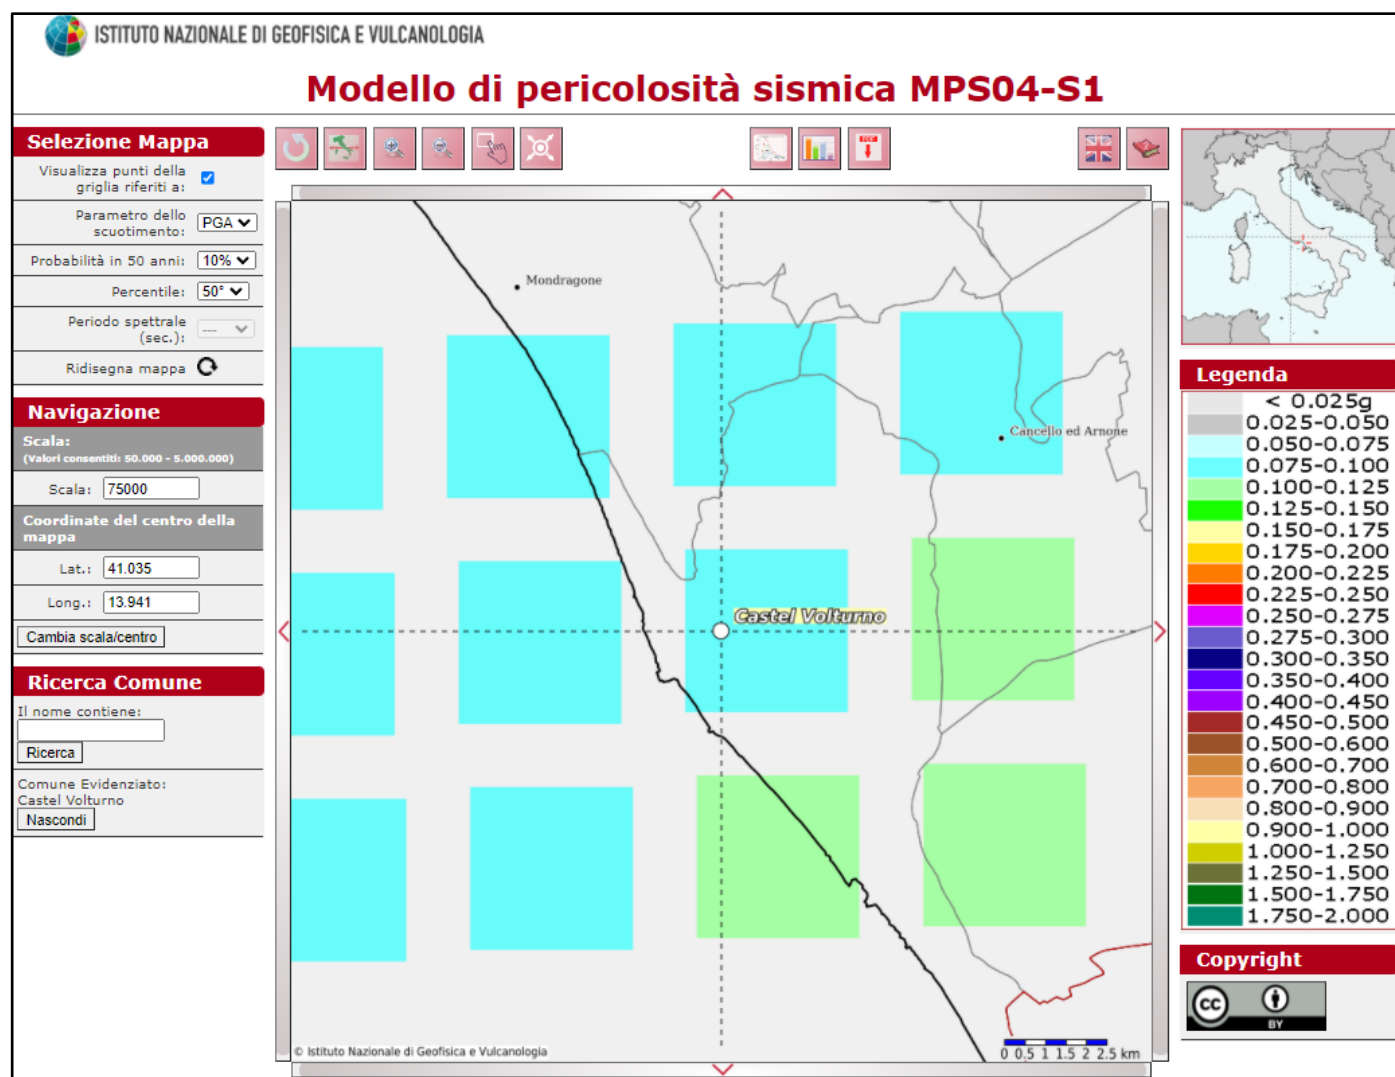 ISTITUTO NAZIONALE DI GEOFISICA E VULCANOLOGIA
Modello di pericolosità sismica MPS04-S1
Selezione Mappa
Visualizza punti della
griglia riferiti a:
Parametro dello
scuotimento:
PGA
Probabilità in 50 anni:
10%
Percentile:
50°
Periodo spettrale
(sec.):
---
Ridisegna mappa
Navigazione
Scala:
(Valori consentiti: 50.000 - 5.000.000)
Scala:
75000
Coordinate del centro della
mappa
Lat.:
41.035
Long.:
13.941
Cambia scala/centro
Ricerca Comune
Il nome contiene:
Ricerca
Comune Evidenziato:
Castel Volturno
Nascondi
Mondragone
Cancello ed Arnone
Castel Volturno
© Istituto Nazionale di Geofisica e Vulcanologia
0 0.5 1 1.5 2 2.5 km
Legenda
< 0.025g
0.025-0.050
0.050-0.075
0.075-0.100
0.100-0.125
0.125-0.150
0.150-0.175
0.175-0.200
0.200-0.225
0.225-0.250
0.250-0.275
0.275-0.300
0.300-0.350
0.350-0.400
0.400-0.450
0.450-0.500
0.500-0.600
0.600-0.700
0.700-0.800
0.800-0.900
0.900-1.000
1.000-1.250
1.250-1.500
1.500-1.750
1.750-2.000
Copyright
cc
BY